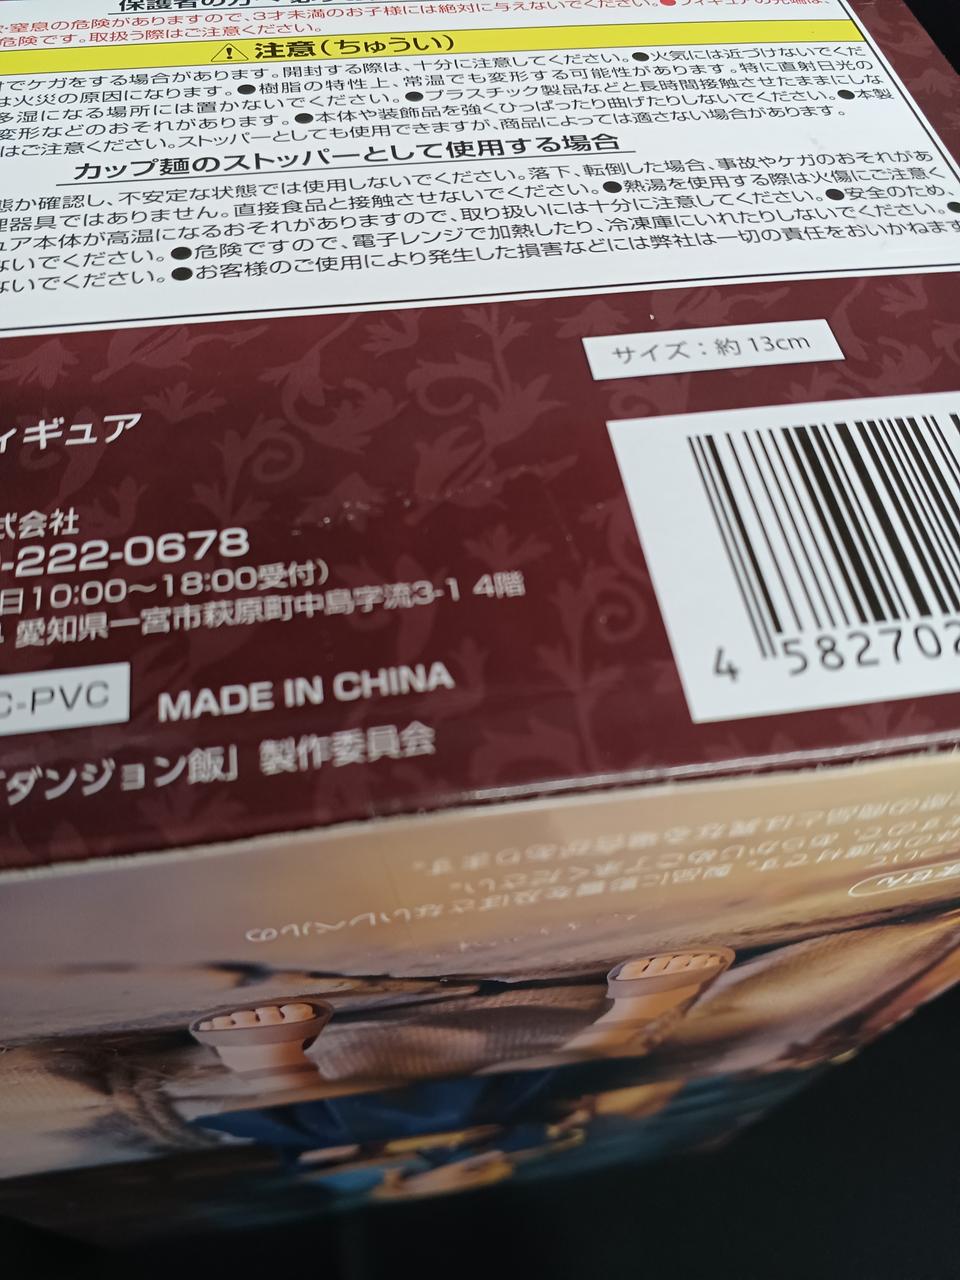 3才未満のお子様には絶対に与えないでください。
危険です。取扱う際はご注意ください。
注意(ちゅうい)
でケガをする場合があります。開封する際は、十分に注意してください。●火気には近づけないでくだ
は火災の原因になります。●樹脂の特性上、常温でも変形する可能性があります。特に直射日光の
多湿になる場所には置かないでください。●プラスチック製品などと長時間接触させたままにしな
変形などのおそれがあります。●本体や装飾品を強くひっぱったり曲げたりしないでください。●本製
はご注意ください。ストッパーとしても使用できますが、商品によっては適さない場合があります。
カップ麺のストッパーとして使用する場合
態か確認し、不安定な状態では使用しないでください。落下、転倒した場合、事故やケガのおそれがあ
理器具ではありません。直接食品と接触させないでください。●熱湯を使用する際は火傷にご注意く
ュア本体が高温になるおそれがありますので、取り扱いには十分に注意してください。●安全のため、
ないでください。●危険ですので、電子レンジで加熱したり、冷凍庫にいれたりしないでください。●
ないでください。●お客様のご使用により発生した損害などには弊社は一切の責任をおいかねます
サイズ：約13cm
ィギュア
式会社
-222-0678
日10:00〜18:00受付)
愛知県一宮市萩原町中島字流3-1 4階
C-PVC
MADE IN CHINA
「ダンジョン飯」製作委員会
4 582702
製品に影響を及ぼさないレベルの